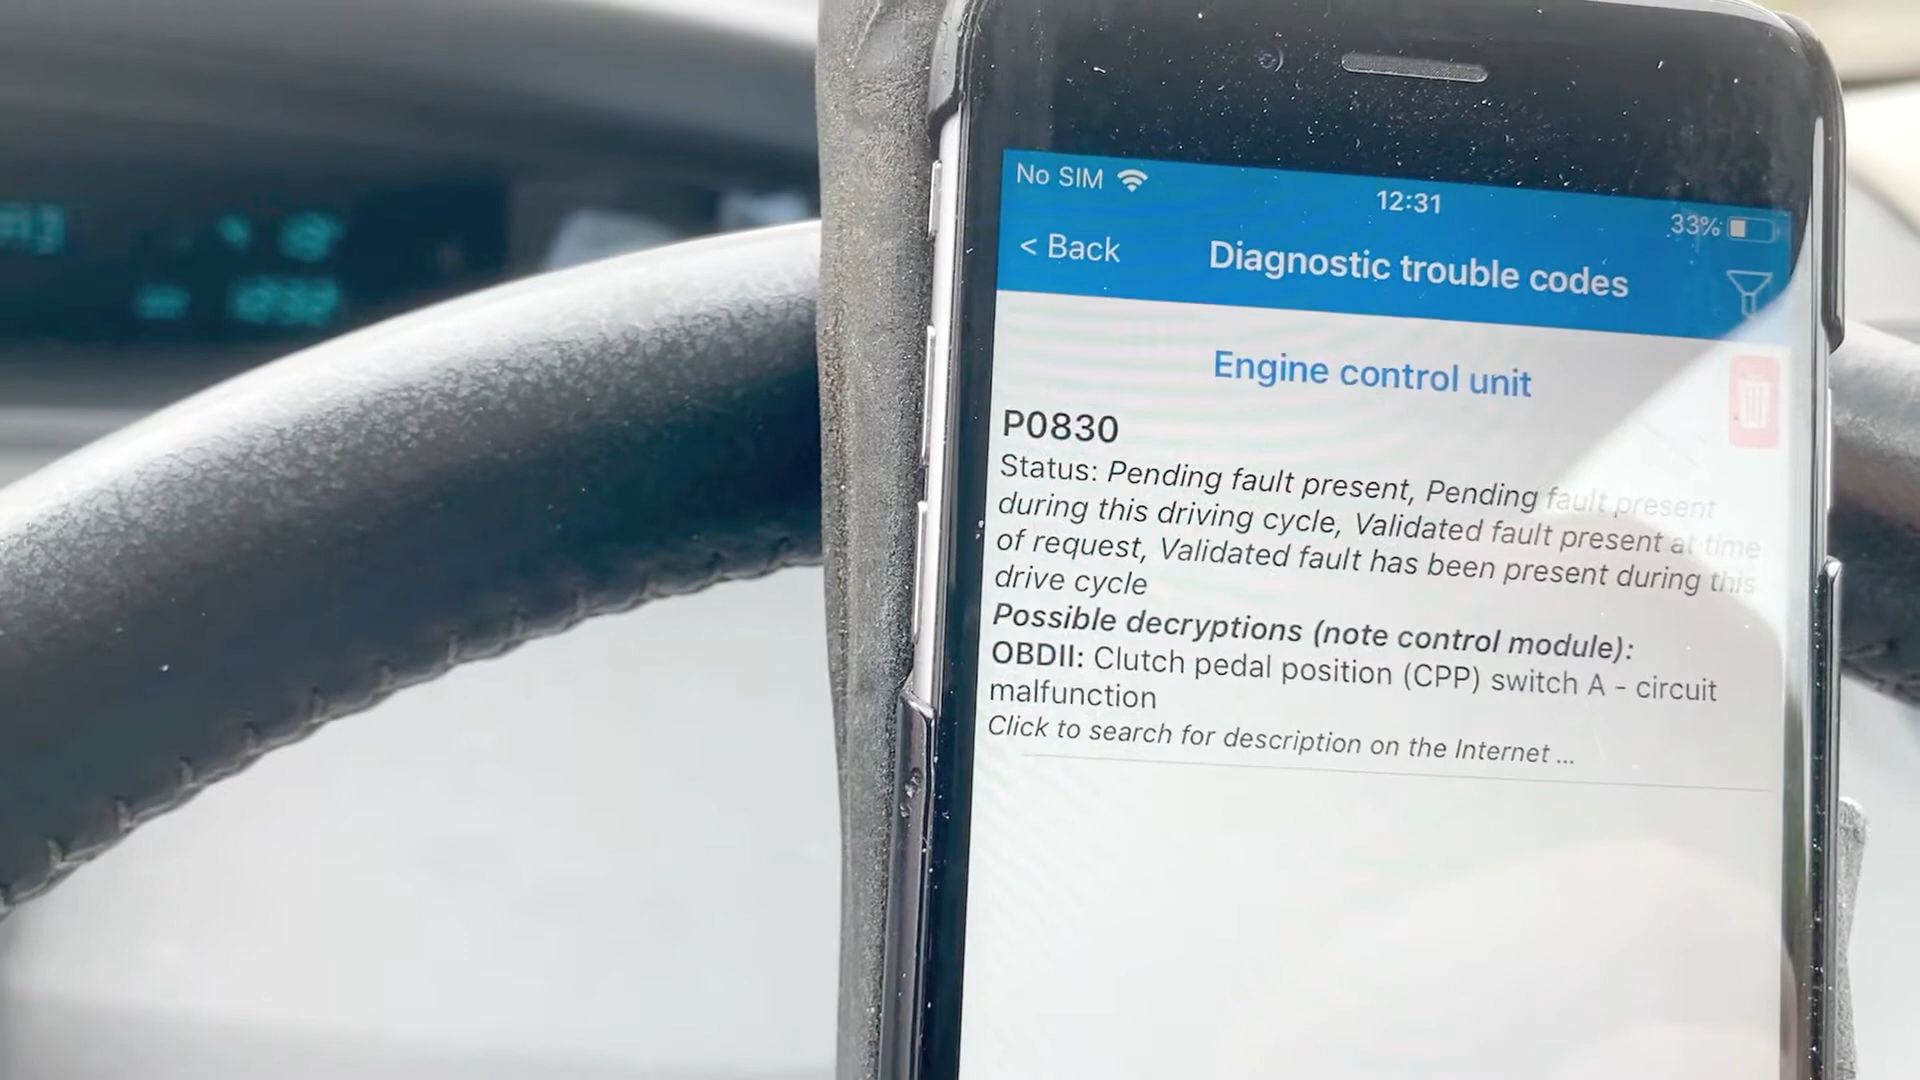 No SIM
12:31
33%
< Back
Diagnostic trouble codes
Engine control unit
P0830
Status: Pending fault present, Pending fault present
during this driving cycle, Validated fault present at time
of request, Validated fault has been present during this
drive cycle
Possible decryptions (note control module):
OBDII: Clutch pedal position (CPP) switch A - circuit
malfunction
Click to search for description on the Internet ...